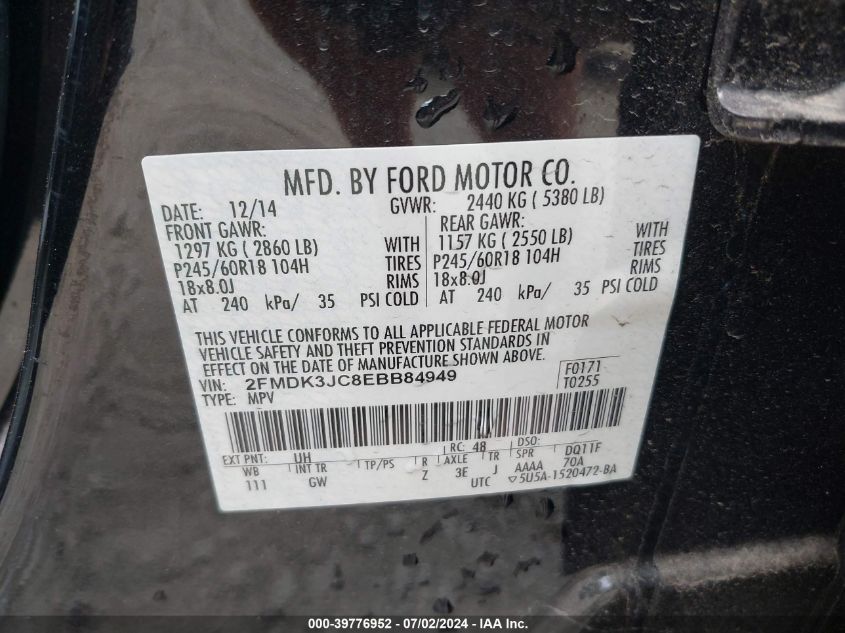 MFD. BY FORD MOTOR CO.
DATE: 12/14 GVWR: 2440 KG ( 5380 LB)
FRONT GAWR: REAR GAWR:
1297 KG ( 2860 LB) WITH 1157 KG ( 2550 LB) WITH
P245/60R18 104H TIRES P245/60R18 104H TIRES
18x8.0J RIMS 18x8.0J RIMS
AT 240 kPa/ 35 PSI COLD AT 240 kPa/ 35 PSI COLD
THIS VEHICLE CONFORMS TO ALL APPLICABLE FEDERAL MOTOR
VEHICLE SAFETY AND THEFT PREVENTION STANDARDS IN
EFFECT ON THE DATE OF MANUFACTURE SHOWN ABOVE.
VIN: 2FMDK3JC8EBB84949 F0171
TYPE: MPV T0255
EXT PNT: UH RC: 48 DSO:
WB INT TR TP/PS R AXLE TR SPR DQ11F
111 GW Z 3E J AAAA 70A
UTC ▽5U5A-1520472-BA
000-39776952 / 07/02/2024 - IAA Inc.